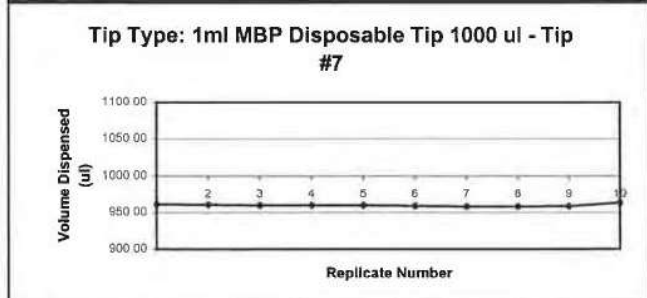 Tip Type: 1ml MBP Disposable Tip 1000 ul - Tip
#7
Volume Dispensed
(ul)
1100 00
1050 00
1000 00
950 00
900 00
2 3 4 5 6 7 8 9 10
Replicate Number